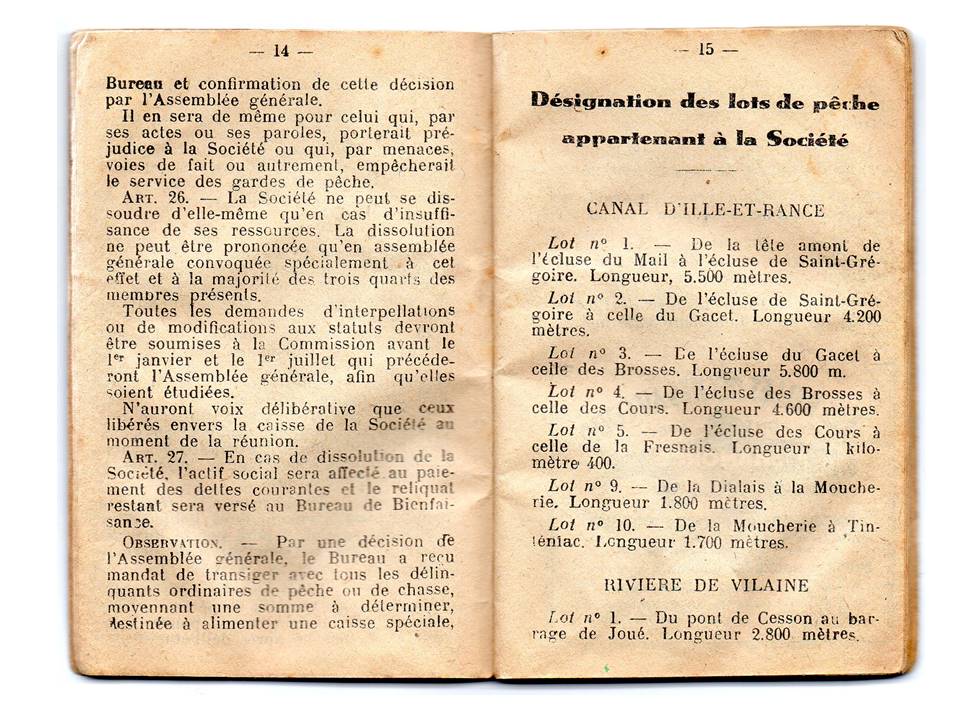 — 14 —
Bureau et confirmation de cette décision
par l'Assemblée générale.
Il en sera de même pour celui qui, par
ses actes ou ses paroles, porterait pré-
judice à la Société ou qui, par menaces,
voies de fait ou autrement, empêcherait
le service des gardes de pêche.
ART. 26. — La Société ne peut se dis-
soudre d'elle-même qu'en cas d'insuffi-
sance de ses ressources. La dissolution
ne peut être prononcée qu'en assemblée
générale convoquée spécialement à cet
effet et à la majorité des trois quarts des
membres présents.
Toutes les demandes d'interpellations
ou de modifications aux statuts devront
être soumises à la Commission avant le
1er janvier et le 1er juillet qui précéde-
ront l'Assemblée générale, afin qu'elles
soient étudiées.
N'auront voix délibérative que ceux
libérés envers la caisse de la Société au
moment de la réunion.
ART. 27. — En cas de dissolution de la
Société, l'actif social sera affecté au paie-
ment des dettes courantes et le reliquat
restant sera versé au Bureau de Bienfai-
sance.
OBSERVATION. — Par une décision de
l'Assemblée générale, le Bureau a reçu
mandat de transiger avec tous les délin-
quants ordinaires de pêche ou de chasse,
moyennant une somme à déterminer,
destinée à alimenter une caisse spéciale,
— 15 —
Désignation des lots de pêche
appartenant à la Société
CANAL D'ILLE-ET-RANCE
Lot n° 1. — De la tête amont de
l'écluse du Mail à l'écluse de Saint-Gré-
goire. Longueur, 5.500 mètres.
Lot n° 2. — De l'écluse de Saint-Gré-
goire à celle du Gacet. Longueur 4.200
mètres.
Lot n° 3. — De l'écluse du Gacet à
celle des Brosses. Longueur 5.800 m.
Lot n° 4. — De l'écluse des Brosses à
celle des Cours. Longueur 4.600 mètres.
Lot n° 5. — De l'écluse des Cours à
celle de la Fresnais. Longueur 1 kilo-
mètre 400.
Lot n° 9. — De la Dialais à la Mouche-
rie. Longueur 1.800 mètres.
Lot n° 10. — De la Moucherie à Tin-
téniac. Longueur 1.700 mètres.
RIVIERE DE VILAINE
Lot n° 1. — Du pont de Cesson au bar-
rage de Joué. Longueur 2.800 mètres.